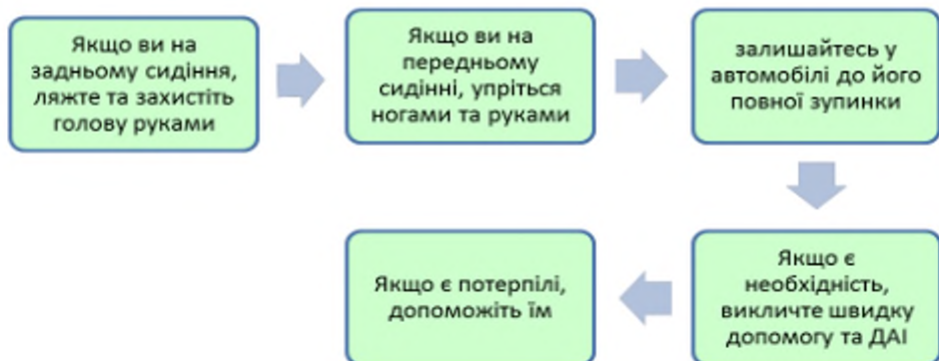 Якщо ви на
задньому сидіння,
ляжте та захистіть
голову руками
Якщо ви на
передньому
сидінні, упріться
ногами та руками
залишайтесь у
автомобілі до його
повної зупинки
Якщо є
необхідність,
викличте швидку
допомогу та ДАІ
Якщо є потерпілі,
допоможіть їм